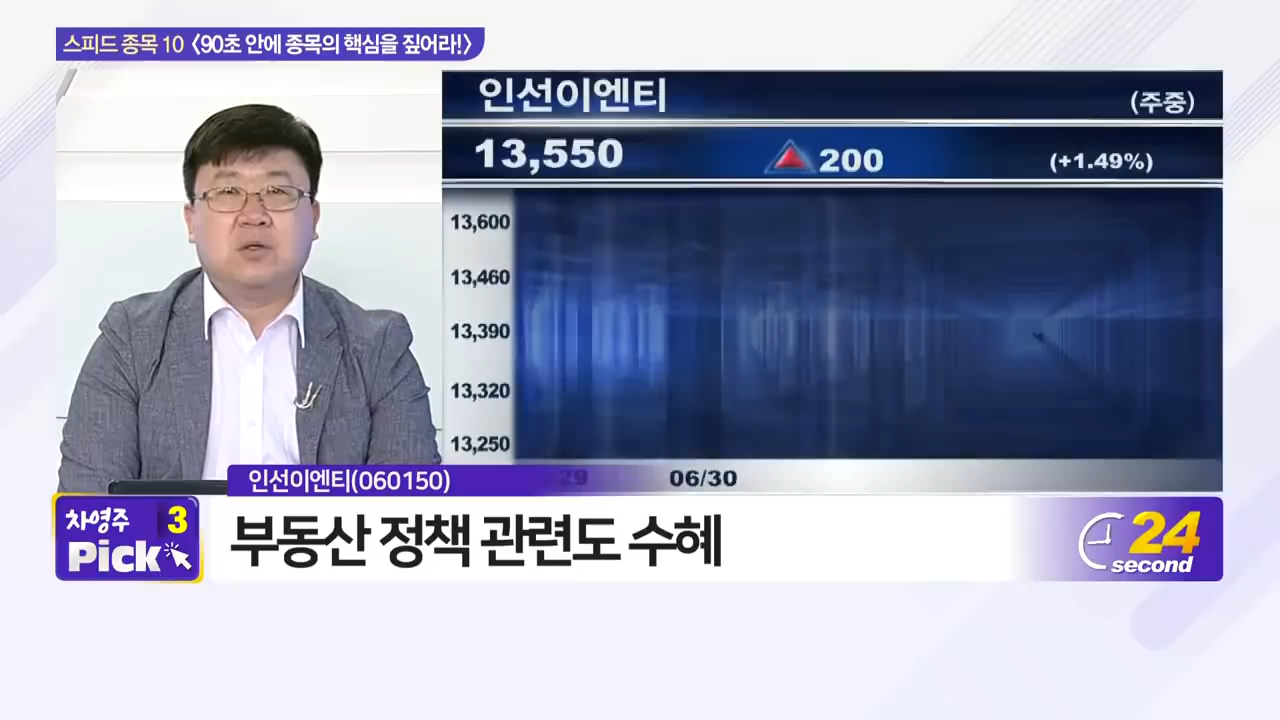 스피드 종목 10 〈90초 안에 종목의 핵심을 짚어라!〉
인선이엔티
(주중)
13,550
200
(+1.49%)
13,600
13,460
13,390
13,320
13,250
29
06/30
인선이엔티(060150)
차영주 3
Pick
부동산 정책 관련도 수혜
24
second